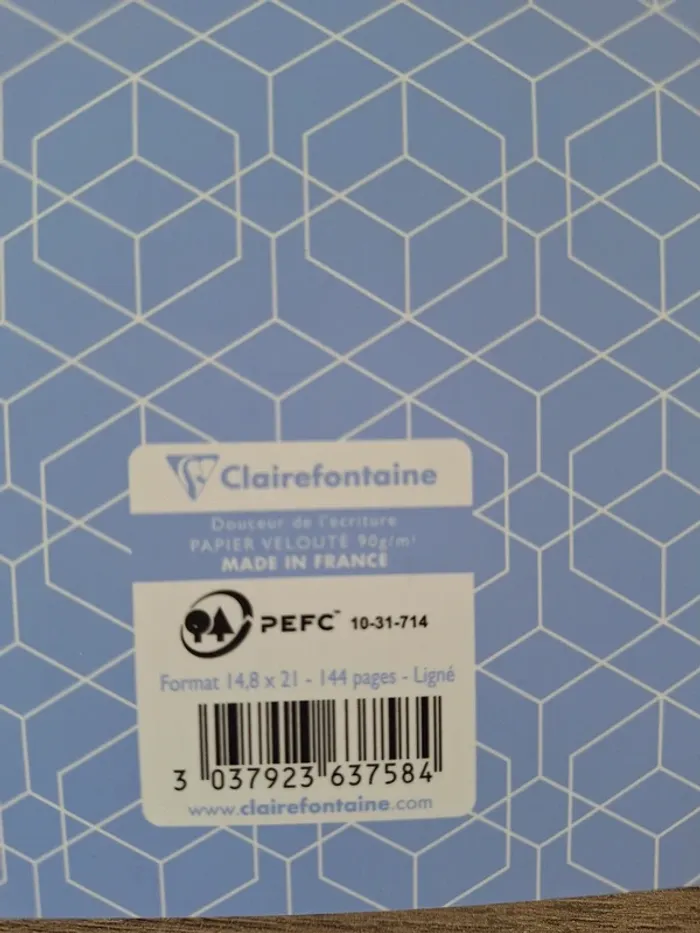 Clairefontaine
Douceur de l'écriture
PAPIER VELOUTÉ 90g/m²
MADE IN FRANCE
PEFC™ 10-31-714
Format 14,8 x 21 - 144 pages - Ligné
3 037923 637584
www.clairefontaine.com